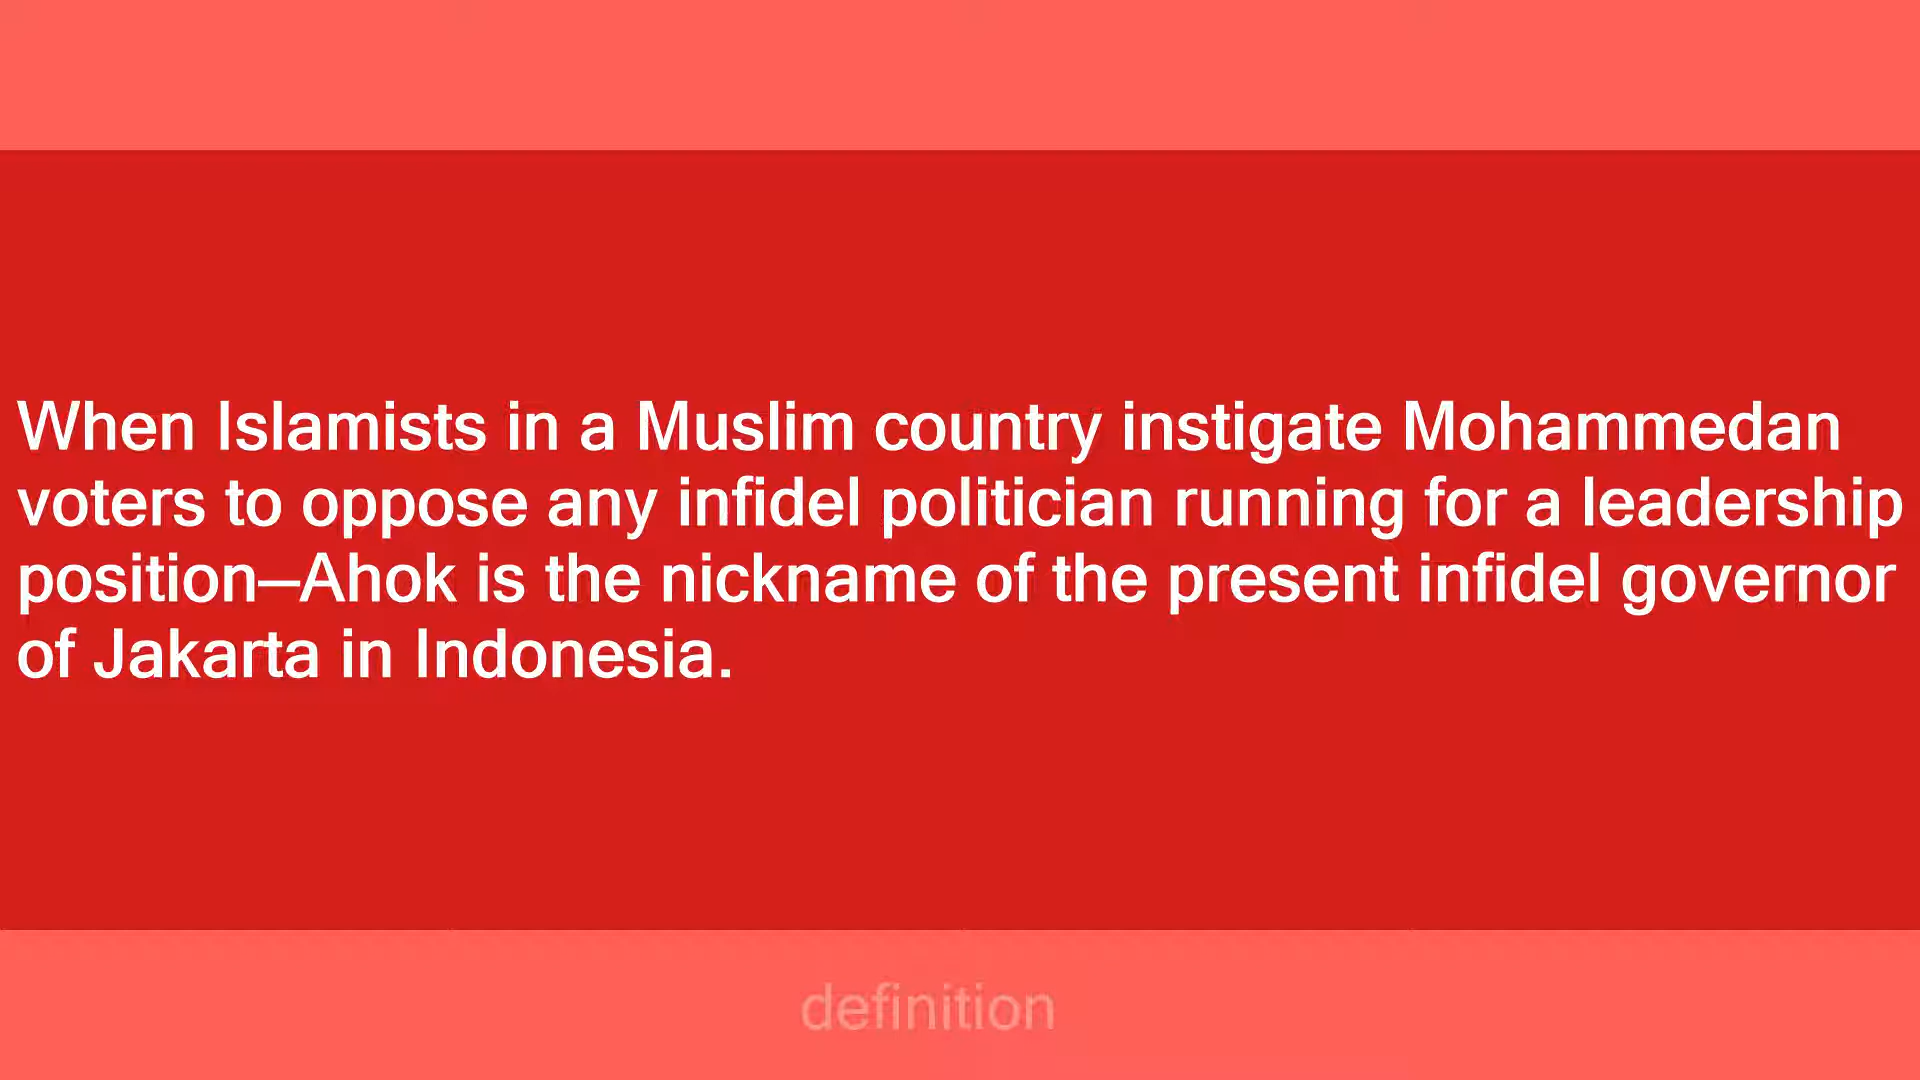 When Islamists in a Muslim country instigate Mohammedan
voters to oppose any infidel politician running for a leadership
position—Ahok is the nickname of the present infidel governor
of Jakarta in Indonesia.
definition